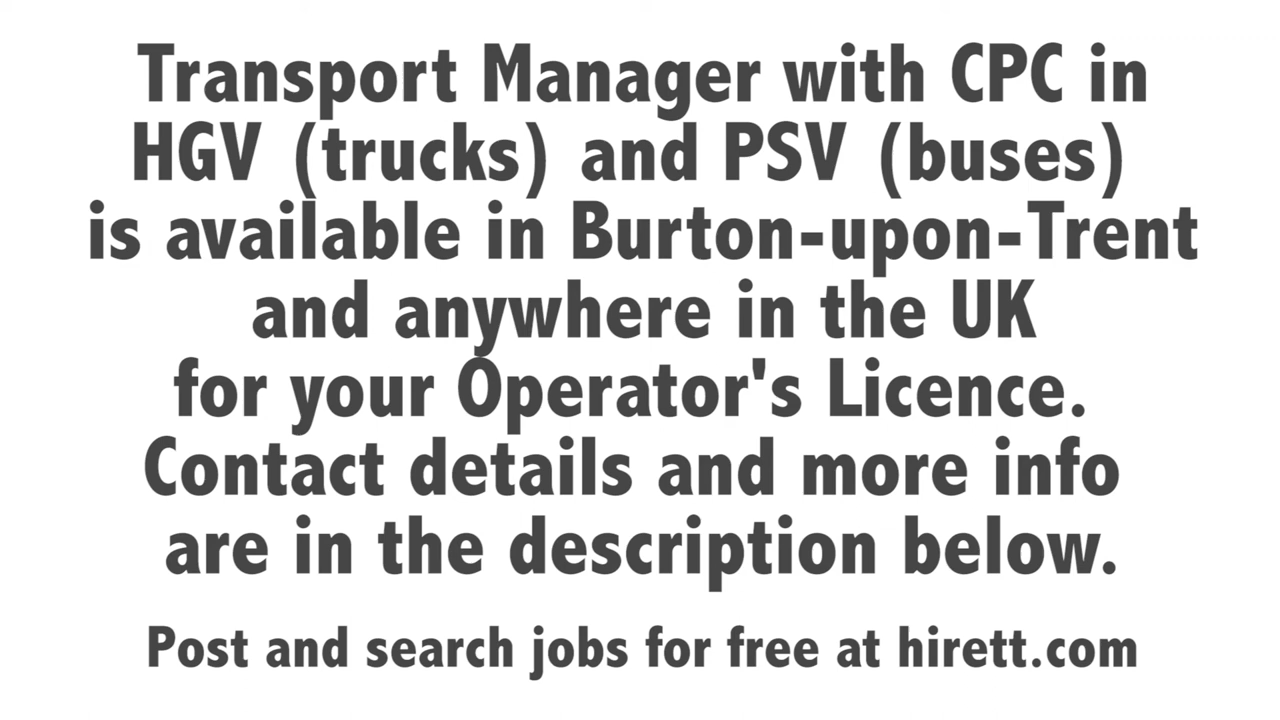 Transport Manager with CPC in
HGV (trucks) and PSV (buses)
is available in Burton-upon-Trent
and anywhere in the UK
for your Operator's Licence.
Contact details and more info
are in the description below.
Post and search jobs for free at hirett.com